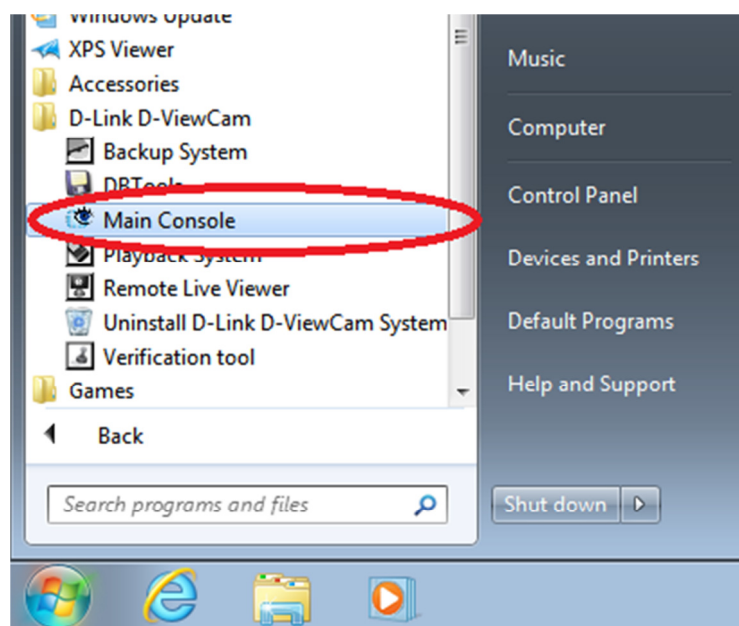 Windows Update
XPS Viewer
Accessories
D-Link D-ViewCam
Backup System
DBTools
Main Console
Playback System
Remote Live Viewer
Uninstall D-Link D-ViewCam System
Verification tool
Games
Back
Search programs and files
Music
Computer
Control Panel
Devices and Printers
Default Programs
Help and Support
Shut down